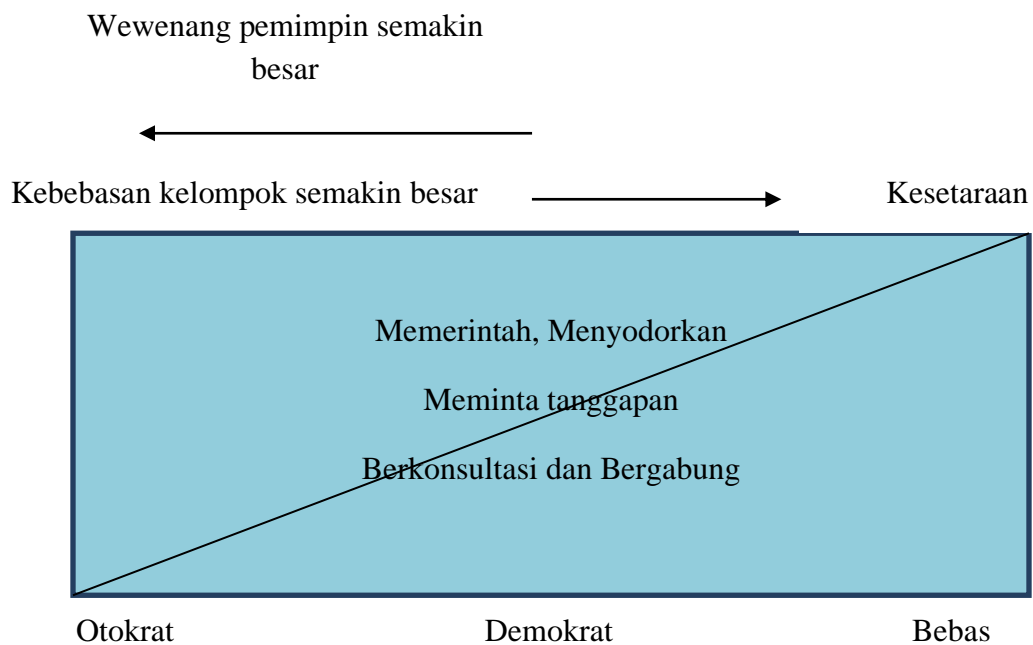 Wewenang pemimpin semakin
besar
Kebebasan kelompok semakin besar
Kesetaraan
Memerintah, Menyodorkan
Meminta tanggapan
Berkonsultasi dan Bergabung
Otokrat
Demokrat
Bebas